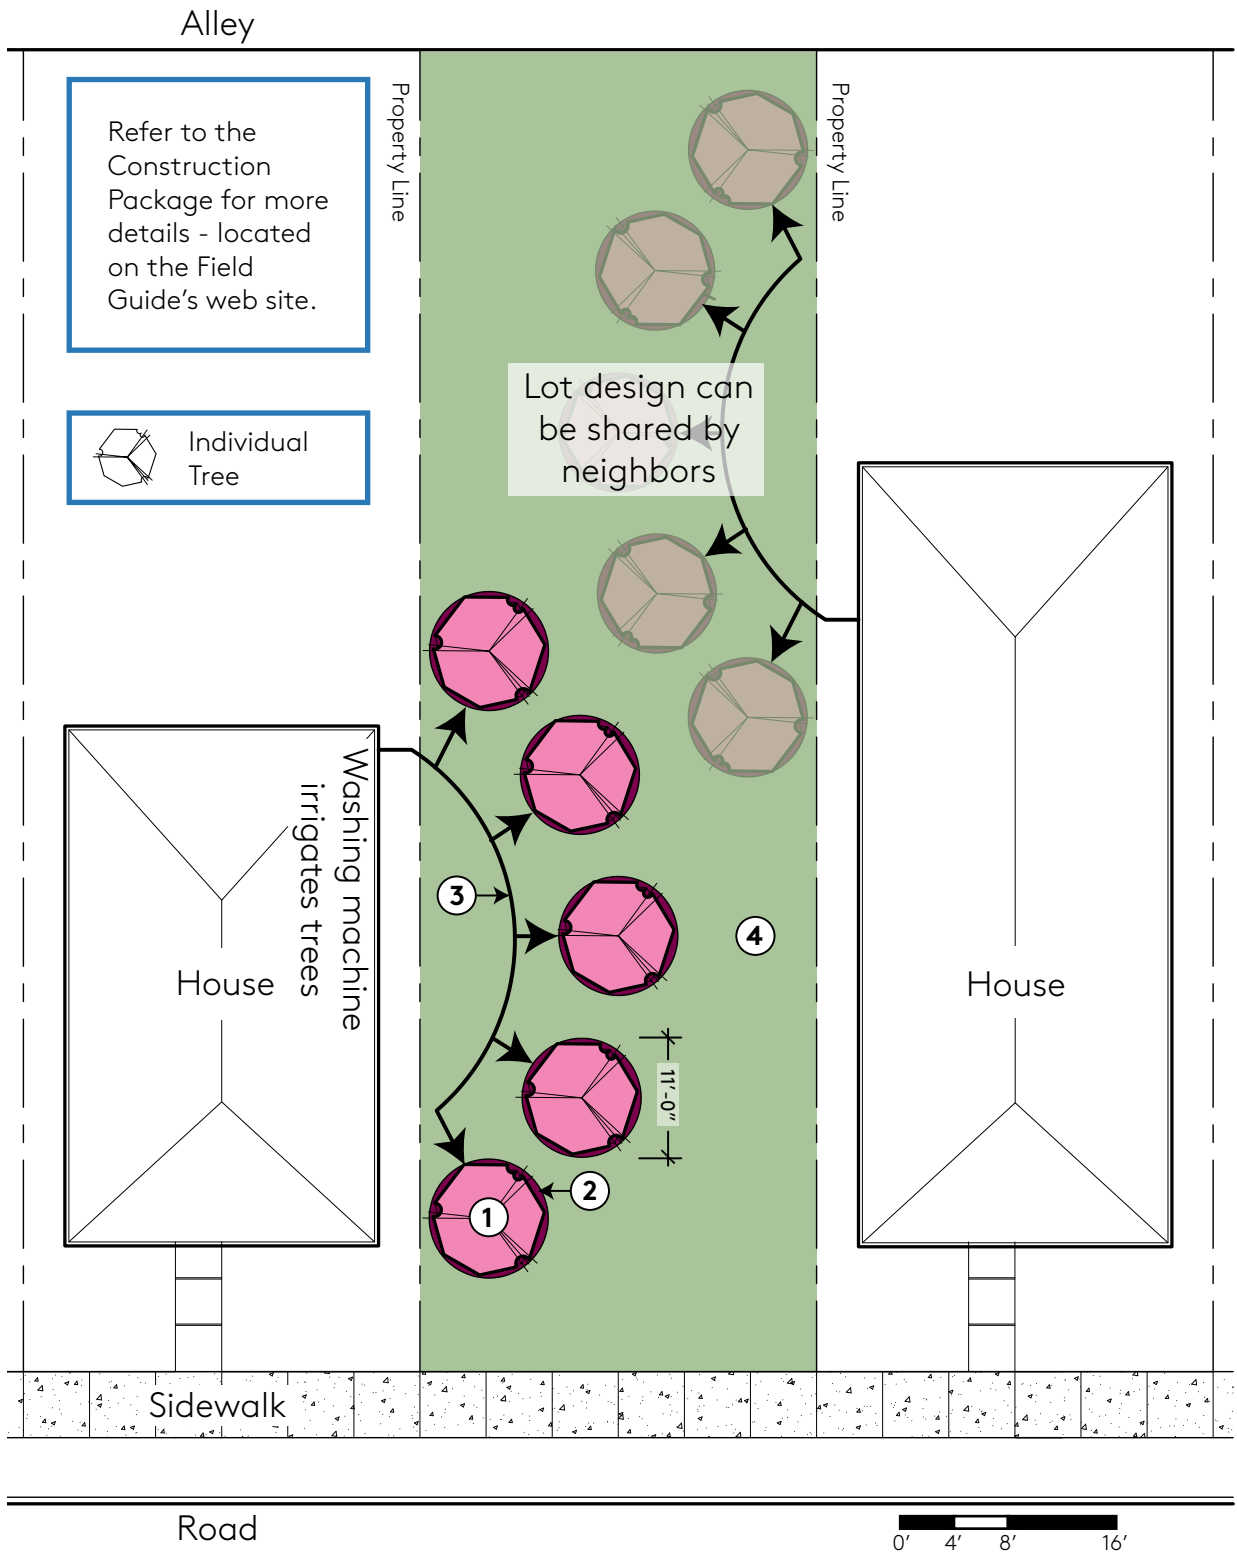 Alley
Refer to the
Construction
Package for more
details - located
on the Field
Guide's web site.
Property Line
Property Line
Individual
Tree
Lot design can
be shared by
neighbors
Washing machine
irrigates trees
3
4
House
House
11'-0"
2
1
Sidewalk
Road
0' 4' 8' 16'